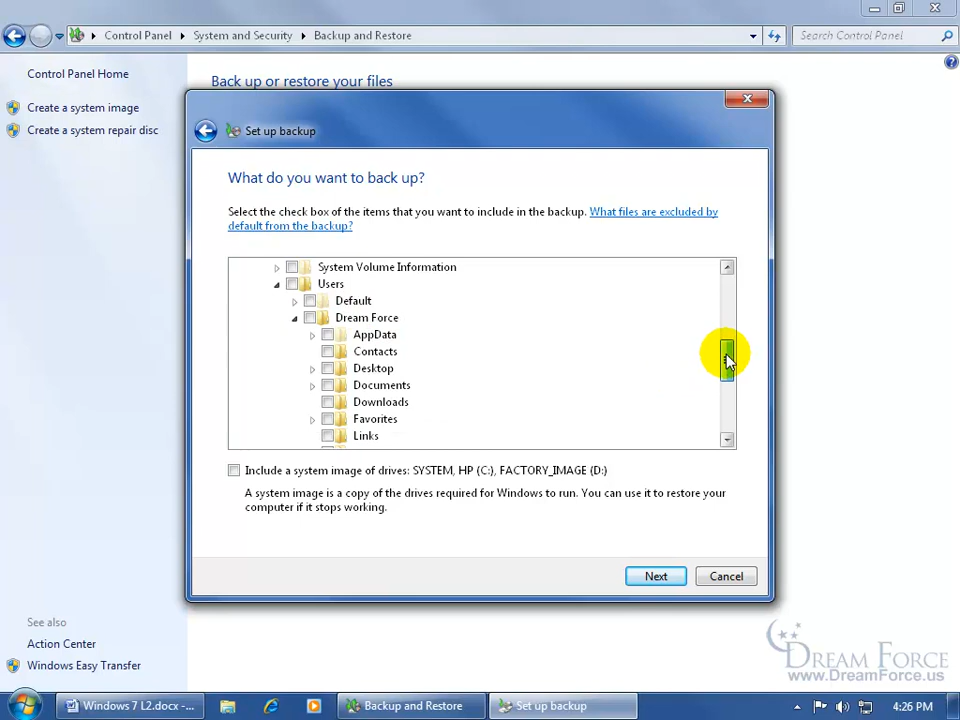 Control Panel
System and Security
Backup and Restore
Search Control Panel
Control Panel Home
Create a system image
Create a system repair disc
Back up or restore your files
Set up backup
What do you want to back up?
Select the check box of the items that you want to include in the backup. What files are excluded by
default from the backup?
System Volume Information
Users
Default
Dream Force
AppData
Contacts
Desktop
Documents
Downloads
Favorites
Links
Include a system image of drives: SYSTEM, HP (C:), FACTORY_IMAGE (D:)
A system image is a copy of the drives required for Windows to run. You can use it to restore your
computer if it stops working.
Next
Cancel
See also
Action Center
Windows Easy Transfer
DREAM FORCE
www.DreamForce.us
Windows 7 L2.docx -...
Backup and Restore
Set up backup
4:26 PM